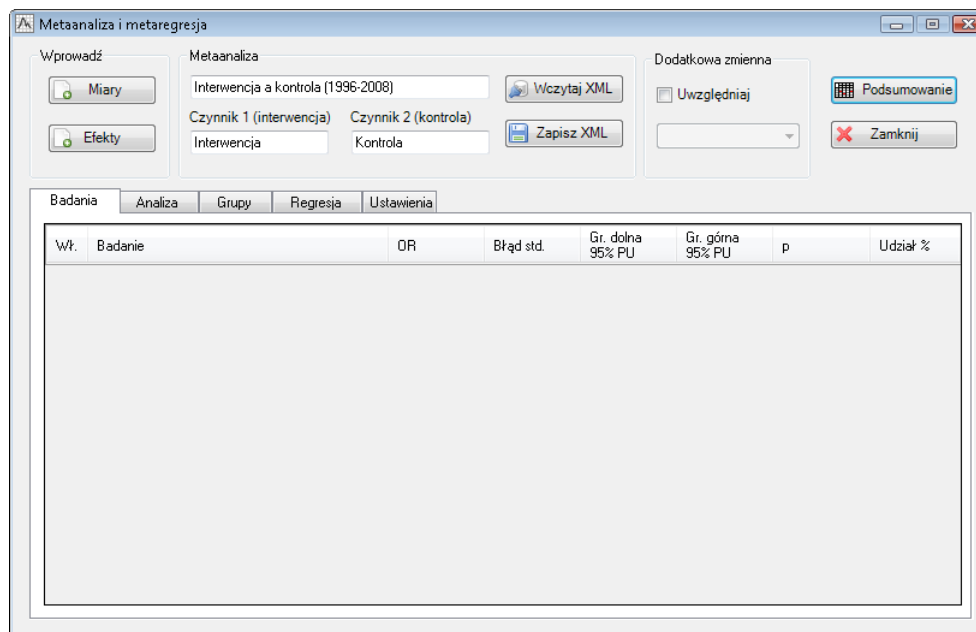 Metaanaliza i metaregresja
Wprowadź
Miary
Efekty
Metaanaliza
Interwencja a kontrola (1996-2008)
Czynnik 1 (interwencja) Czynnik 2 (kontrola)
Interwencja Kontrola
Wczytaj XML
Zapisz XML
Dodatkowa zmienna
Uwzględniaj
Podsumowanie
Zamknij
Badania Analiza Grupy Regresja Ustawienia
Wł. Badanie OR Błąd std. Gr. dolna 95% PU Gr. górna 95% PU p Udział %